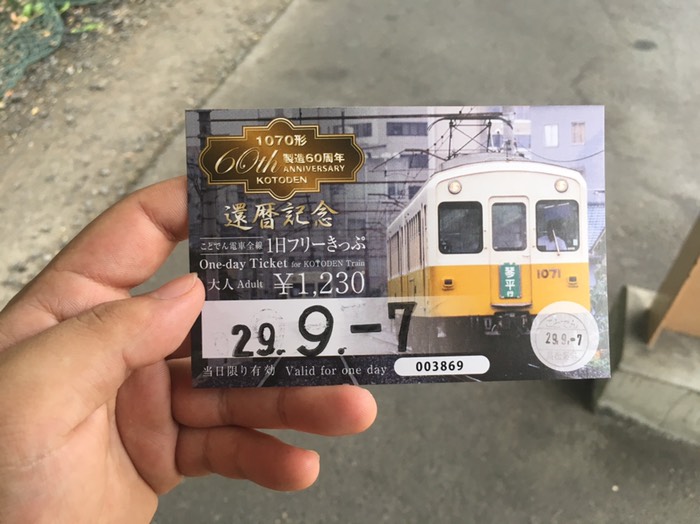 1070形
60th 製造60周年
ANNIVERSARY
KOTODEN
還暦記念
ことでん電車全線 1日フリーきっぷ
One-day Ticket for KOTODEN Train
大人 Adult ¥1,230
29. 9. -7
当日限り有効 Valid for one day
003869
琴平
行
1071
29.9.-7